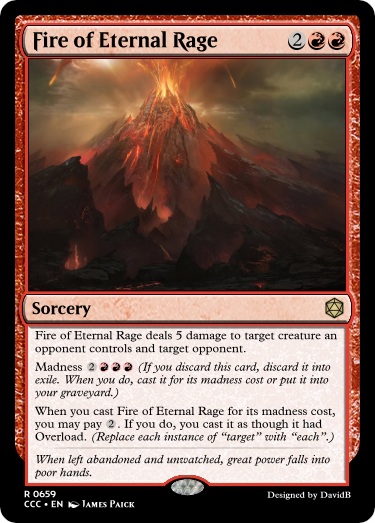 Fire of Eternal Rage 2
Sorcery
Fire of Eternal Rage deals 5 damage to target creature an
opponent controls and target opponent.
Madness 2 (If you discard this card, discard it into
exile. When you do, cast it for its madness cost or put it into
your graveyard.)
When you cast Fire of Eternal Rage for its madness cost,
you may pay 2. If you do, you cast it as though it had
Overload. (Replace each instance of “target” with “each”.)
When left abandoned and unwatched, great power falls into
poor hands.
R 0659
CCC • EN James Paick
Designed by DavidB